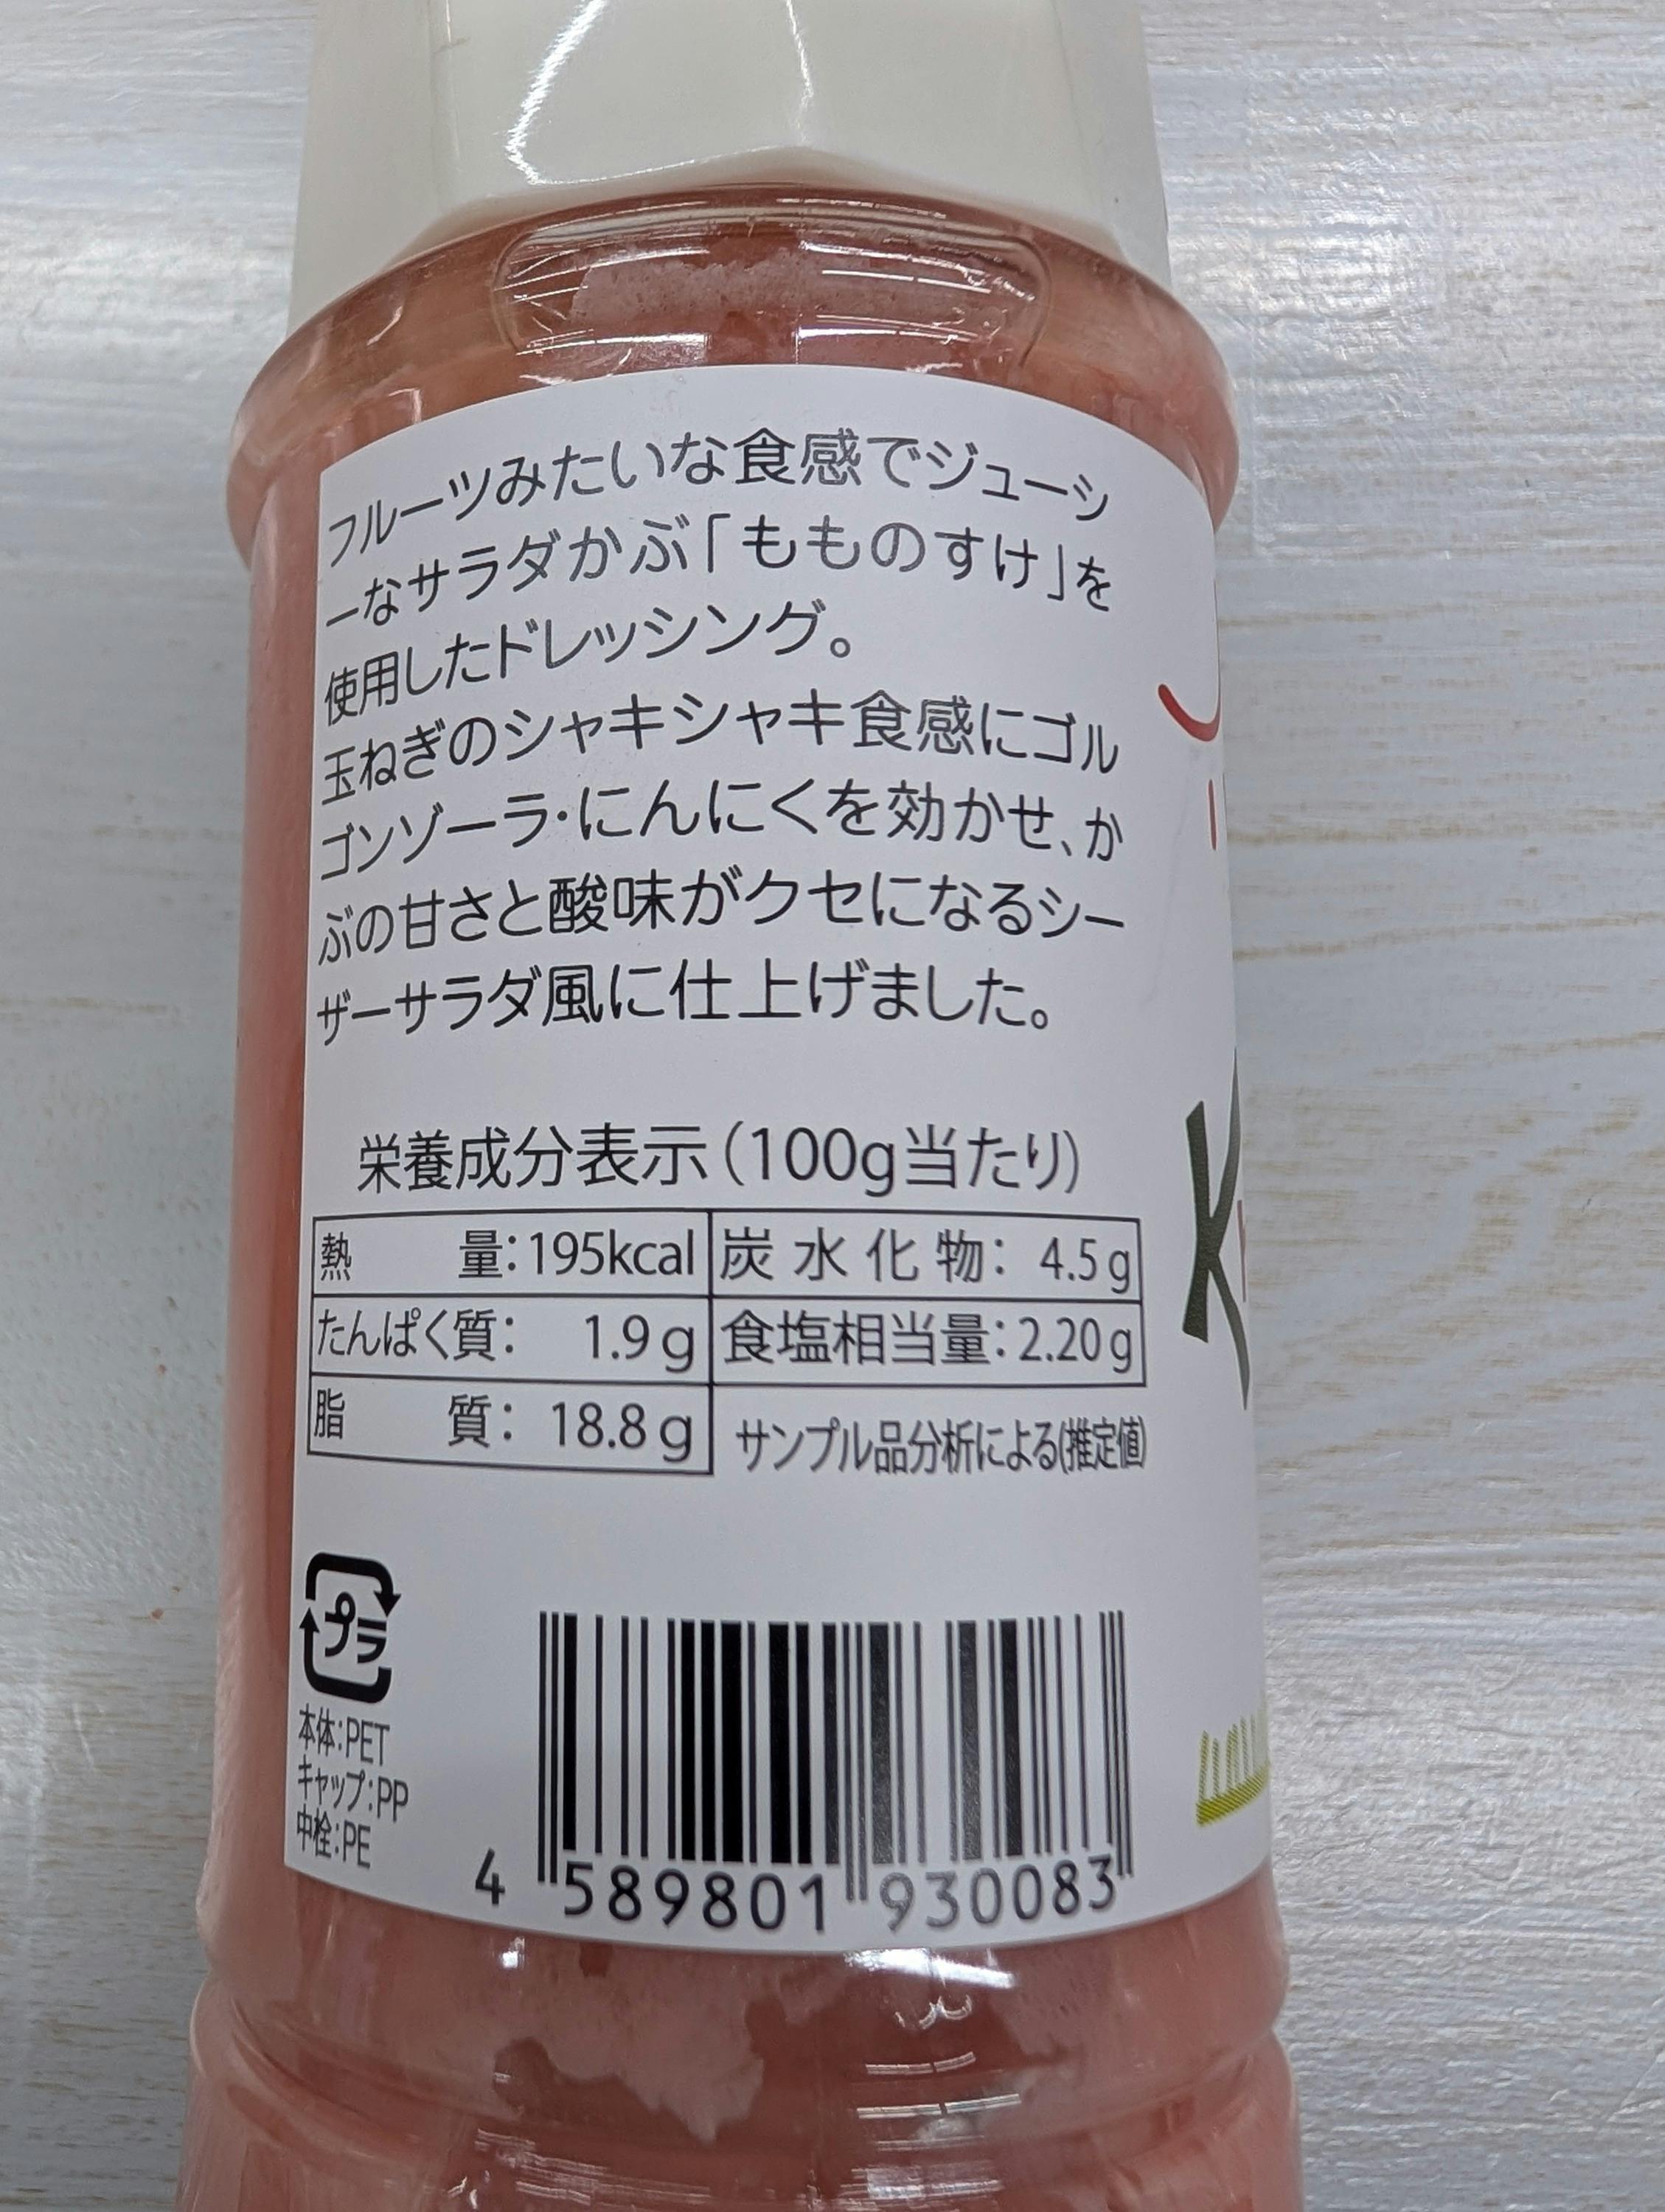 フルーツみたいな食感でジューシ
ーなサラダかぶ「もものすけ」を
使用したドレッシング。
玉ねぎのシャキシャキ食感にゴル
ゴンゾーラ・にんにくを効かせ、か
ぶの甘さと酸味がクセになるシー
ザーサラダ風に仕上げました。
栄養成分表示(100g当たり)
熱量:195kcal 炭水化物: 4.5g
たんぱく質: 1.9g 食塩相当量:2.20g
脂質: 18.8g サンプル品分析による(推定値)
プラ
本体:PET
キャップ:PP
中栓:PE
4 589801 930083